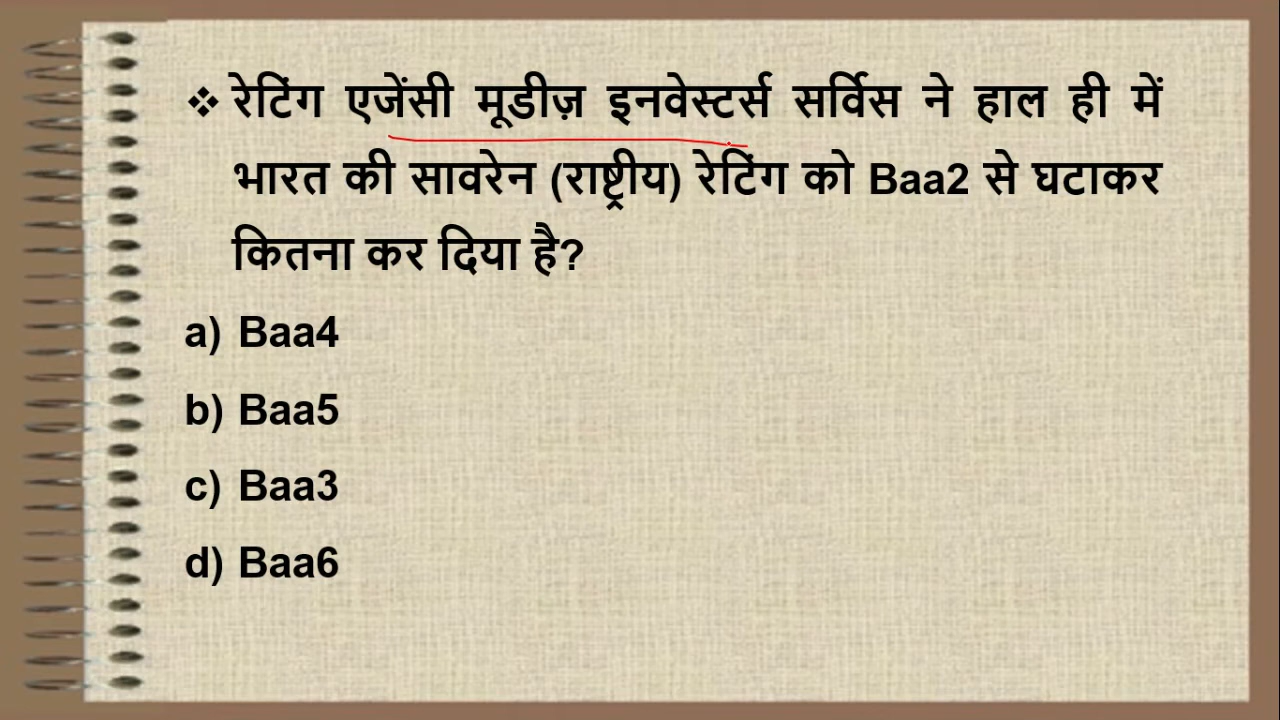 ❖ रेटिंग एजेंसी मूडीज़ इनवेस्टर्स सर्विस ने हाल ही में
भारत की सावरेन (राष्ट्रीय) रेटिंग को Baa2 से घटाकर
कितना कर दिया है?
a) Baa4
b) Baa5
c) Baa3
d) Baa6